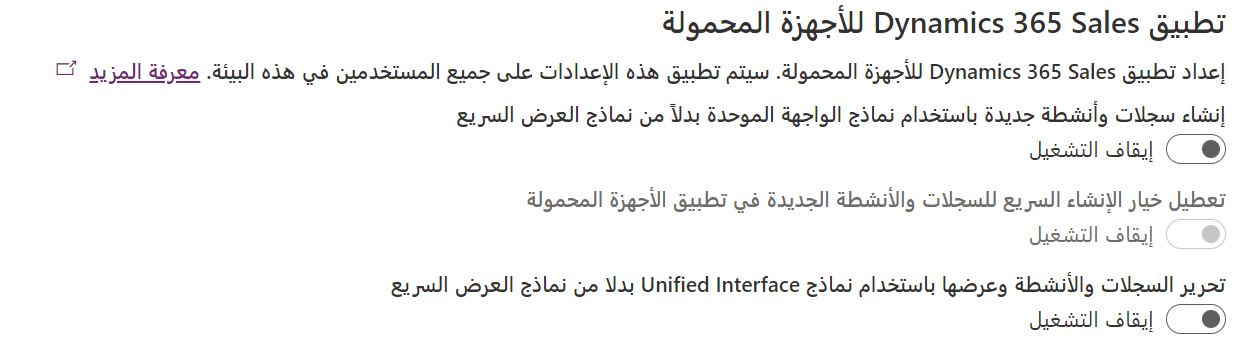 تطبيق Dynamics 365 Sales للأجهزة المحمولة
إعداد تطبيق Dynamics 365 Sales للأجهزة المحمولة. سيتم تطبيق هذه الإعدادات على جميع المستخدمين في هذه البيئة. معرفة المزيد
إنشاء سجلات وأنشطة جديدة باستخدام نماذج الواجهة الموحدة بدلاً من نماذج العرض السريع
إيقاف التشغيل
تعطيل خيار الإنشاء السريع للسجلات والأنشطة الجديدة في تطبيق الأجهزة المحمولة
إيقاف التشغيل
تحرير السجلات والأنشطة وعرضها باستخدام نماذج Unified Interface بدلا من نماذج العرض السريع
إيقاف التشغيل